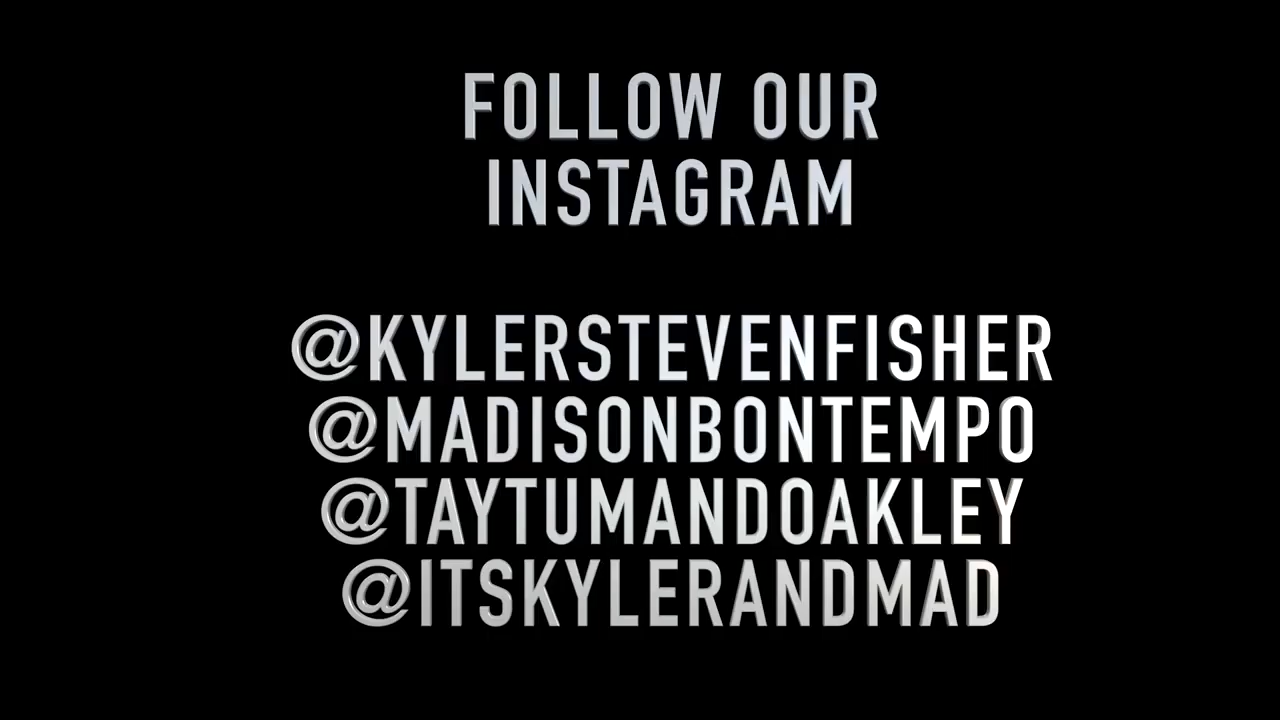 FOLLOW OUR
INSTAGRAM
@KYLERSTEVENFISHER
@MADISONBONTEMPO
@TAYTUMANDOAKLEY
@ITSKYLERANDMAD